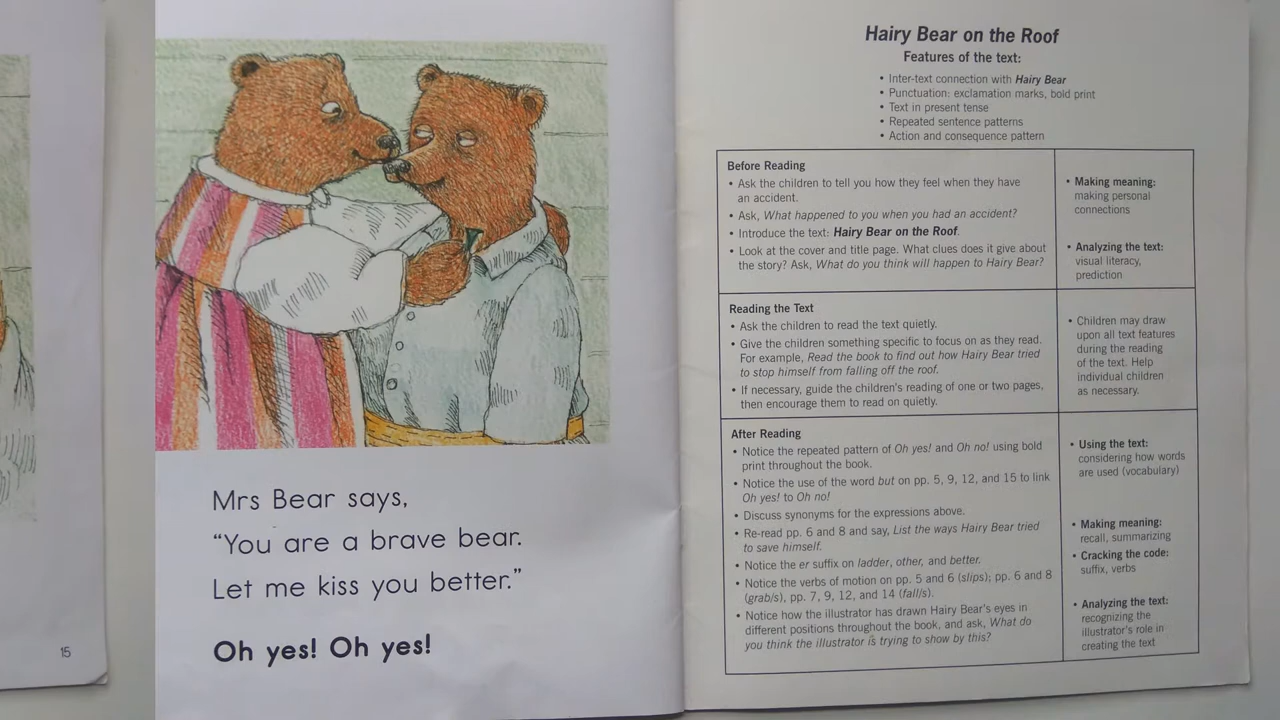 15
Mrs Bear says,
“You are a brave bear.
Let me kiss you better.”
Oh yes! Oh yes!
Hairy Bear on the Roof
Features of the text:
• Inter-text connection with Hairy Bear
• Punctuation: exclamation marks, bold print
• Text in present tense
• Repeated sentence patterns
• Action and consequence pattern
Before Reading
• Ask the children to tell you how they feel when they have
an accident.
• Ask, What happened to you when you had an accident?
• Introduce the text: Hairy Bear on the Roof.
• Look at the cover and title page. What clues does it give about
the story? Ask, What do you think will happen to Hairy Bear?
• Making meaning:
making personal
connections
• Analyzing the text:
visual literacy,
prediction
Reading the Text
• Ask the children to read the text quietly.
• Give the children something specific to focus on as they read.
For example, Read the book to find out how Hairy Bear tried
to stop himself from falling off the roof.
• If necessary, guide the children's reading of one or two pages,
then encourage them to read on quietly.
• Children may draw
upon all text features
during the reading
of the text. Help
individual children
as necessary.
After Reading
• Notice the repeated pattern of Oh yes! and Oh no! using bold
print throughout the book.
• Notice the use of the word but on pp. 5, 9, 12, and 15 to link
Oh yes! to Oh no!
• Discuss synonyms for the expressions above.
• Re-read pp. 6 and 8 and say, List the ways Hairy Bear tried
to save himself.
• Notice the er suffix on ladder, other, and better.
• Notice the verbs of motion on pp. 5 and 6 (slips); pp. 6 and 8
(grab/s), pp. 7, 9, 12, and 14 (fall/s).
• Notice how the illustrator has drawn Hairy Bear's eyes in
different positions throughout the book, and ask, What do
you think the illustrator is trying to show by this?
• Using the text:
considering how words
are used (vocabulary)
• Making meaning:
recall, summarizing
• Cracking the code:
suffix, verbs
• Analyzing the text:
recognizing the
illustrator's role in
creating the text